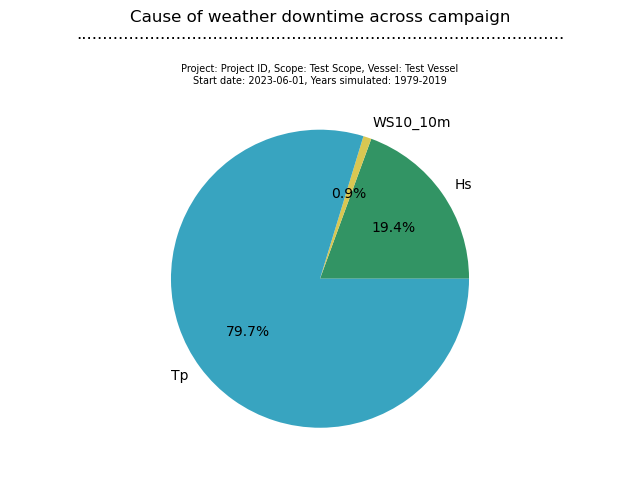 Cause of weather downtime across campaign
Project: Project ID, Scope: Test Scope, Vessel: Test Vessel
Start date: 2023-06-01, Years simulated: 1979-2019
WS10_10m
Hs
0.9%
19.4%
79.7%
Tp